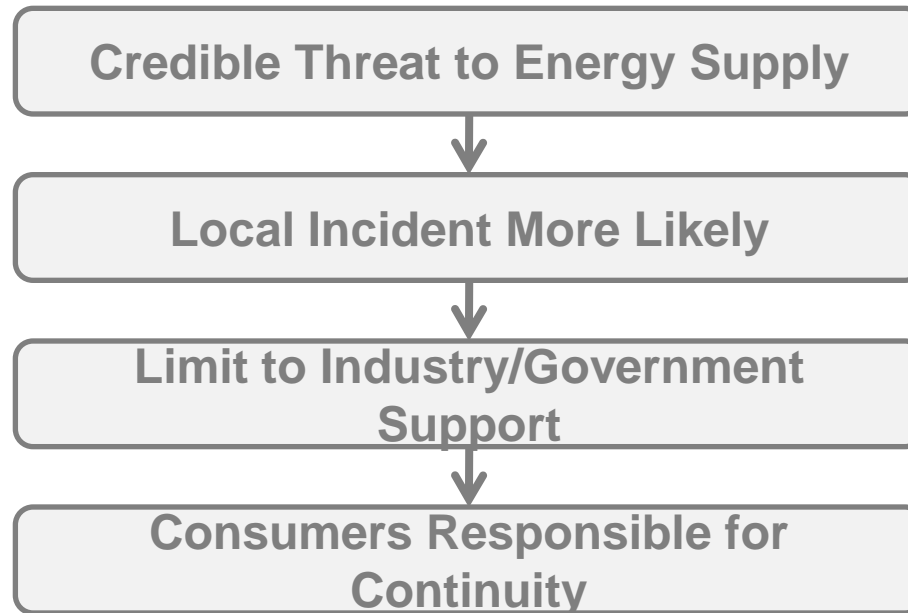 Credible Threat to Energy Supply
Local Incident More Likely
Limit to Industry/Government
Support
Consumers Responsible for
Continuity